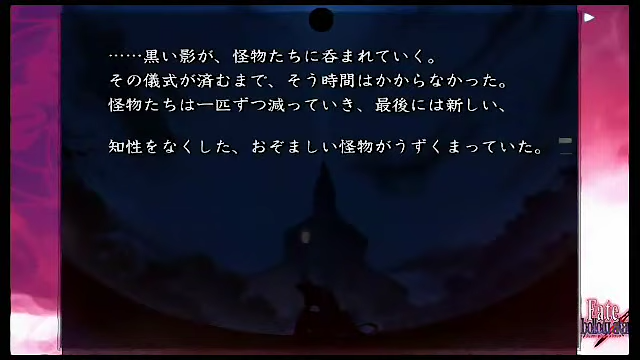 ……黒い影が、怪物たちに呑まれていく。
その儀式が済むまで、そう時間はかからなかった。
怪物たちは一匹ずつ減っていき、最後には新しい、
知性をなくした、おぞましい怪物がうずくまっていた。
Fate
hollow ataraxia